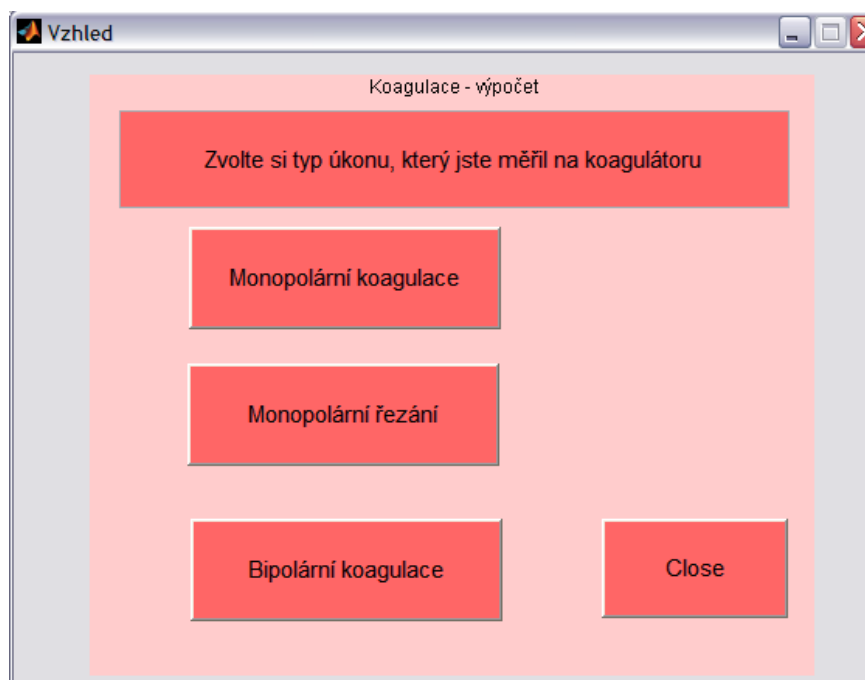 Vzhled
Koagulace - výpočet
Zvolte si typ úkonu, který jste měřil na koagulátoru
Monopolární koagulace
Monopolární řezání
Bipolární koagulace
Close